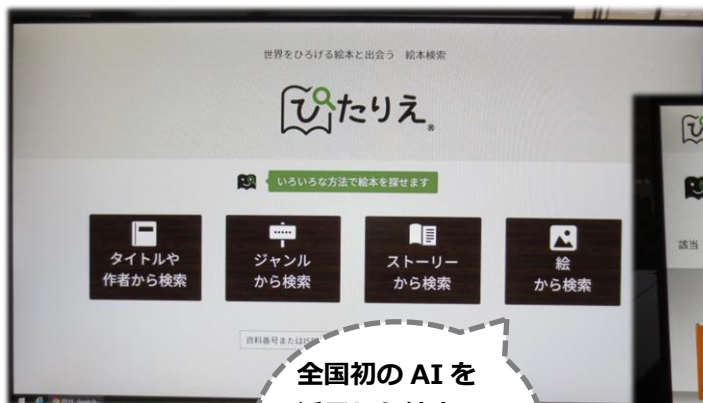 世界をひろげる絵本と出会う 絵本検索
ぴたりえ®
いろいろな方法で絵本を探せます
タイトルや
作者から検索
ジャンル
から検索
ストーリー
から検索
絵
から検索
資料番号または
該当
全国初の AI を